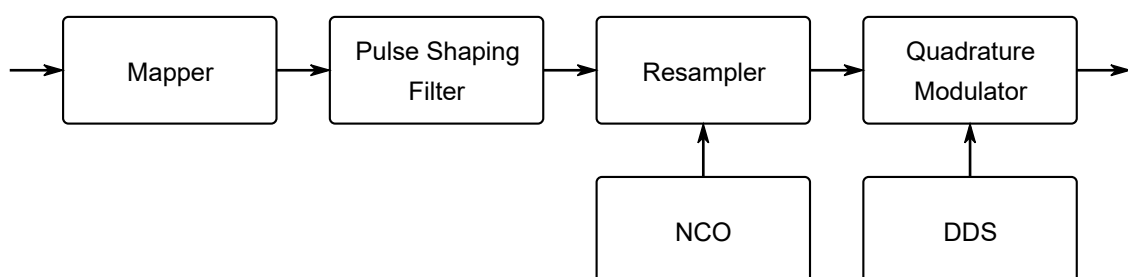 Mapper
Pulse Shaping
Filter
Resampler
Quadrature
Modulator
NCO
DDS